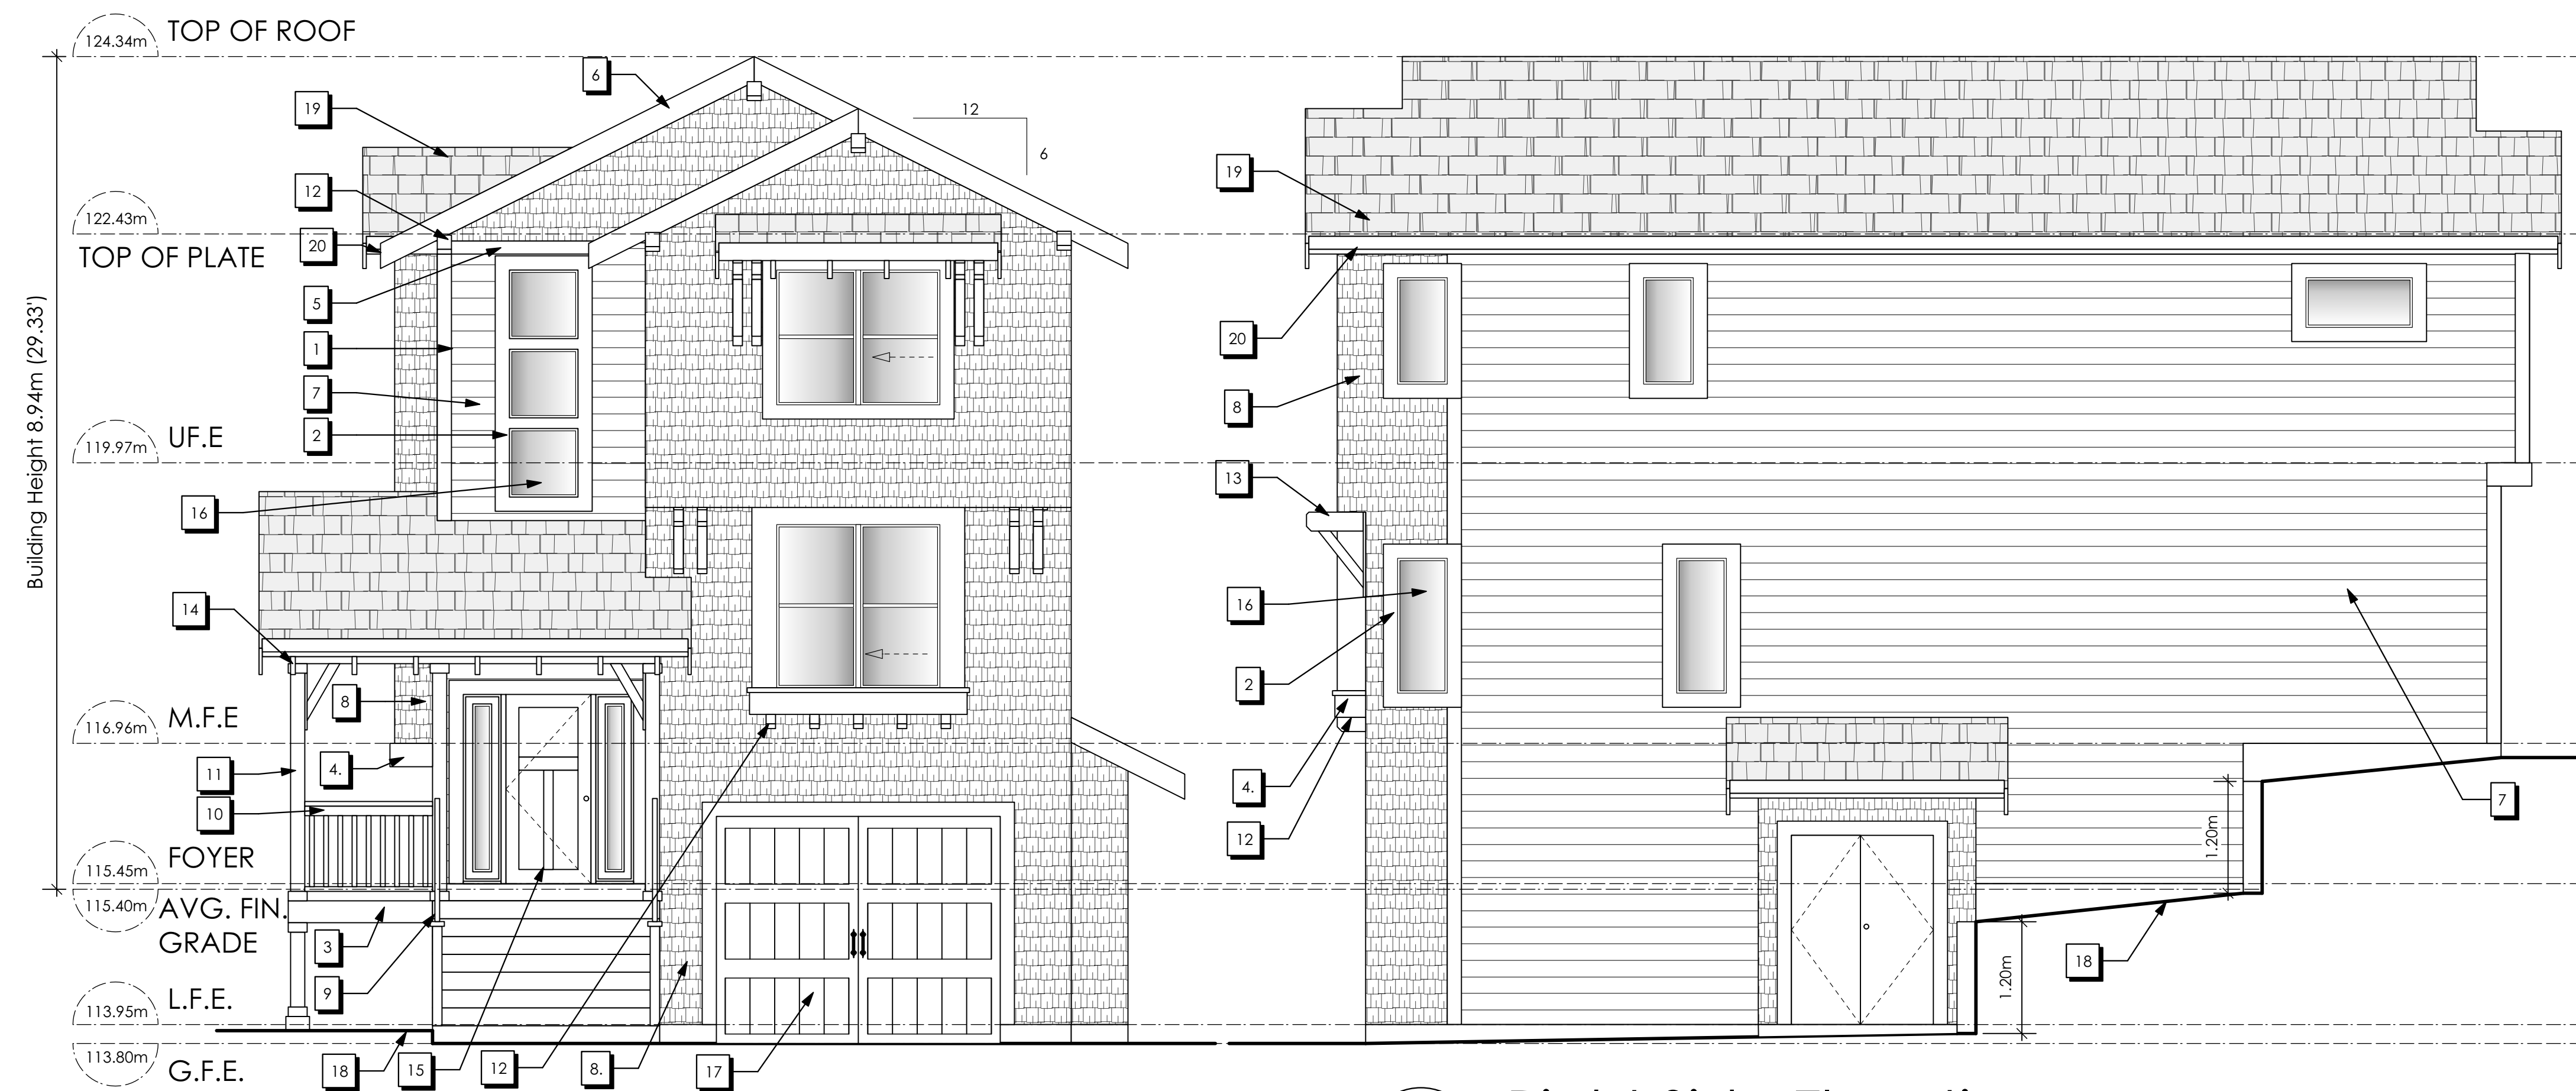 124.34m TOP OF ROOF
6
19
12
6
19
12
122.43m
TOP OF PLATE
20
5
20
1
7
8
2
119.97m UF.E
13
16
Building Height 8.94m (29.33')
14
16
2
8
116.96m M.F.E
4.
11
10
4.
7
12
1.20m
115.45m FOYER
115.40m AVG. FIN.
GRADE
3
9
18
1.20m
113.95m L.F.E.
113.80m G.F.E.
18
15
12
8.
17